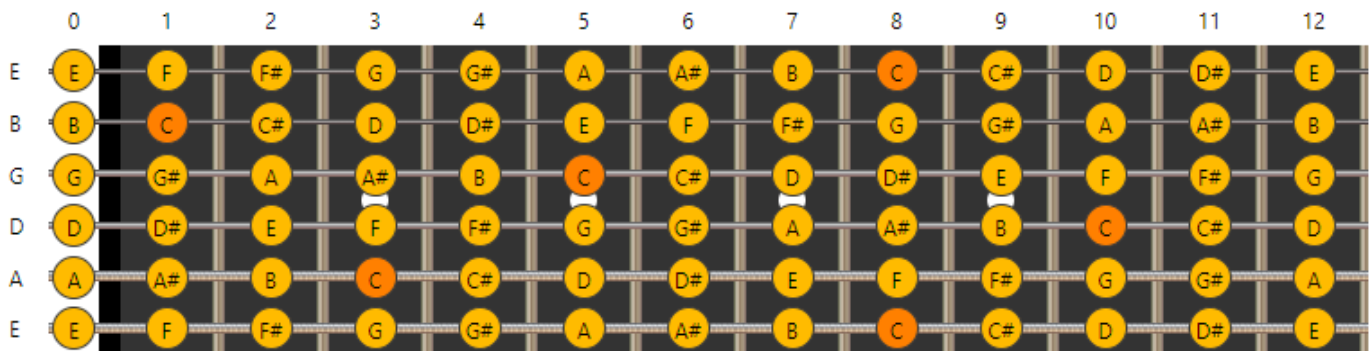 0 1 2 3 4 5 6 7 8 9 10 11 12
E E F F# G G# A A# B C C# D D# E
B B C C# D D# E F F# G G# A A# B
G G G# A A# B C C# D D# E F F# G
D D D# E F F# G G# A A# B C C# D
A A A# B C C# D D# E F F# G G# A
E E F F# G G# A A# B C C# D D# E